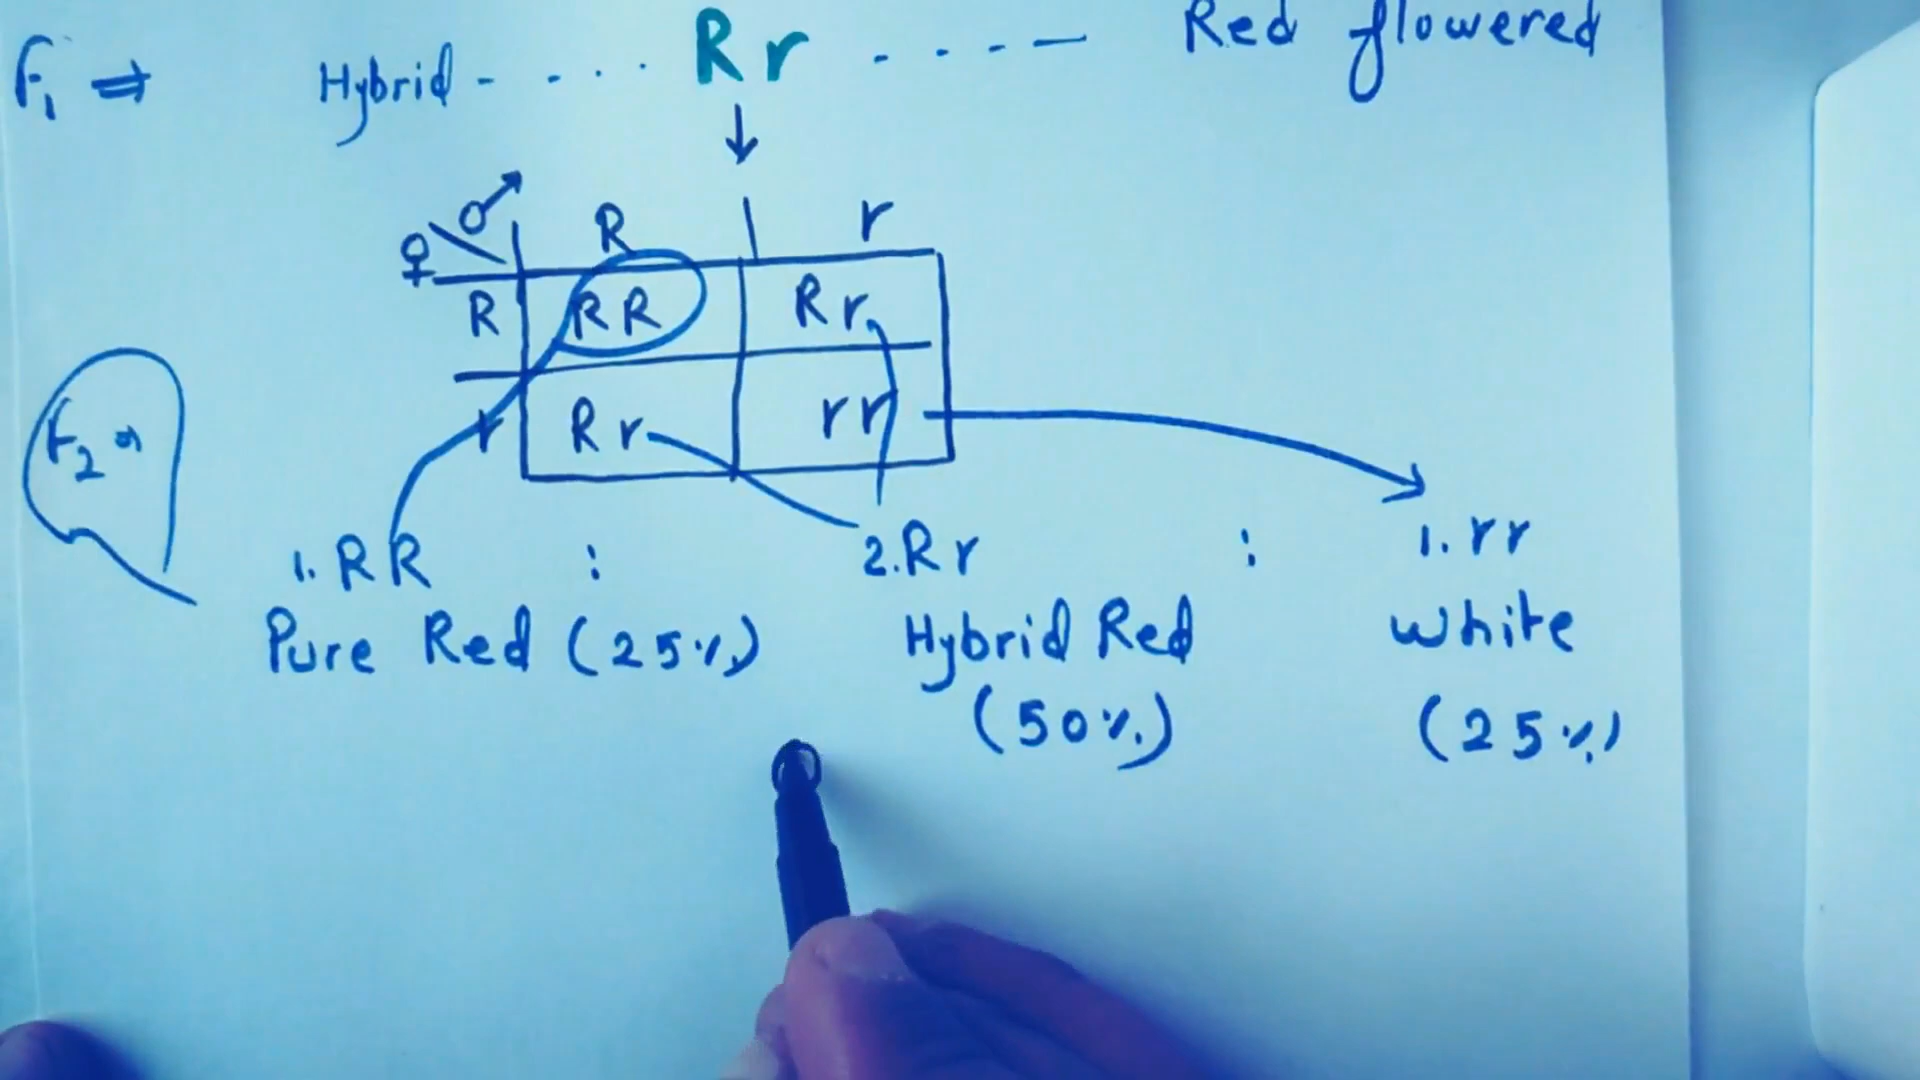 F1 ⇒ Hybrid - - . . . Rr - - - - — Red flowered
↓
♀ \ ♂ R r
R RR Rr
r Rr rr
F2 ⇒
1. RR : 2. Rr : 1. rr
Pure Red (25%) Hybrid Red White
(50%) (25%)